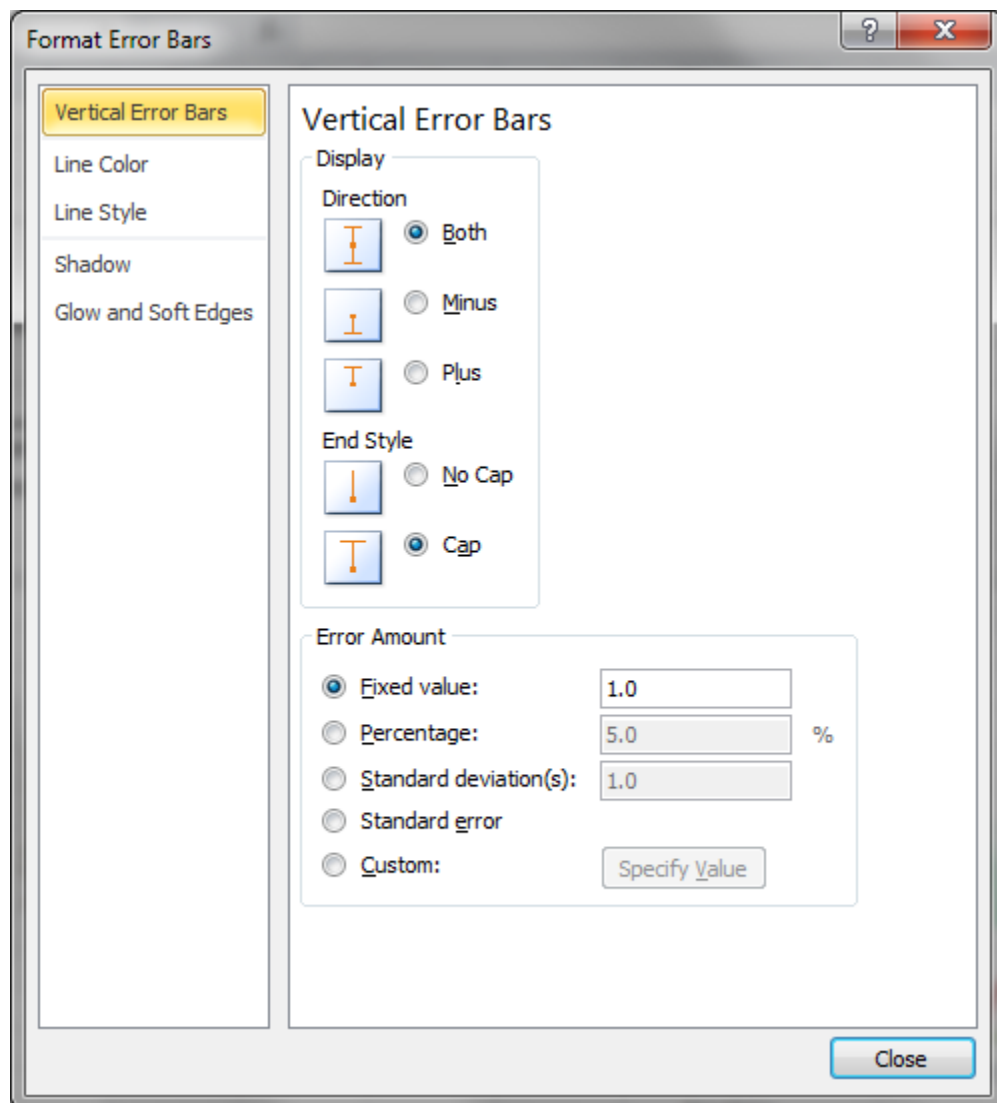 Format Error Bars
?
Vertical Error Bars
Line Color
Line Style
Shadow
Glow and Soft Edges
Vertical Error Bars
Display
Direction
Both
Minus
Plus
End Style
No Cap
Cap
Error Amount
Fixed value: 1.0
Percentage: 5.0 %
Standard deviation(s): 1.0
Standard error
Custom: Specify Value
Close